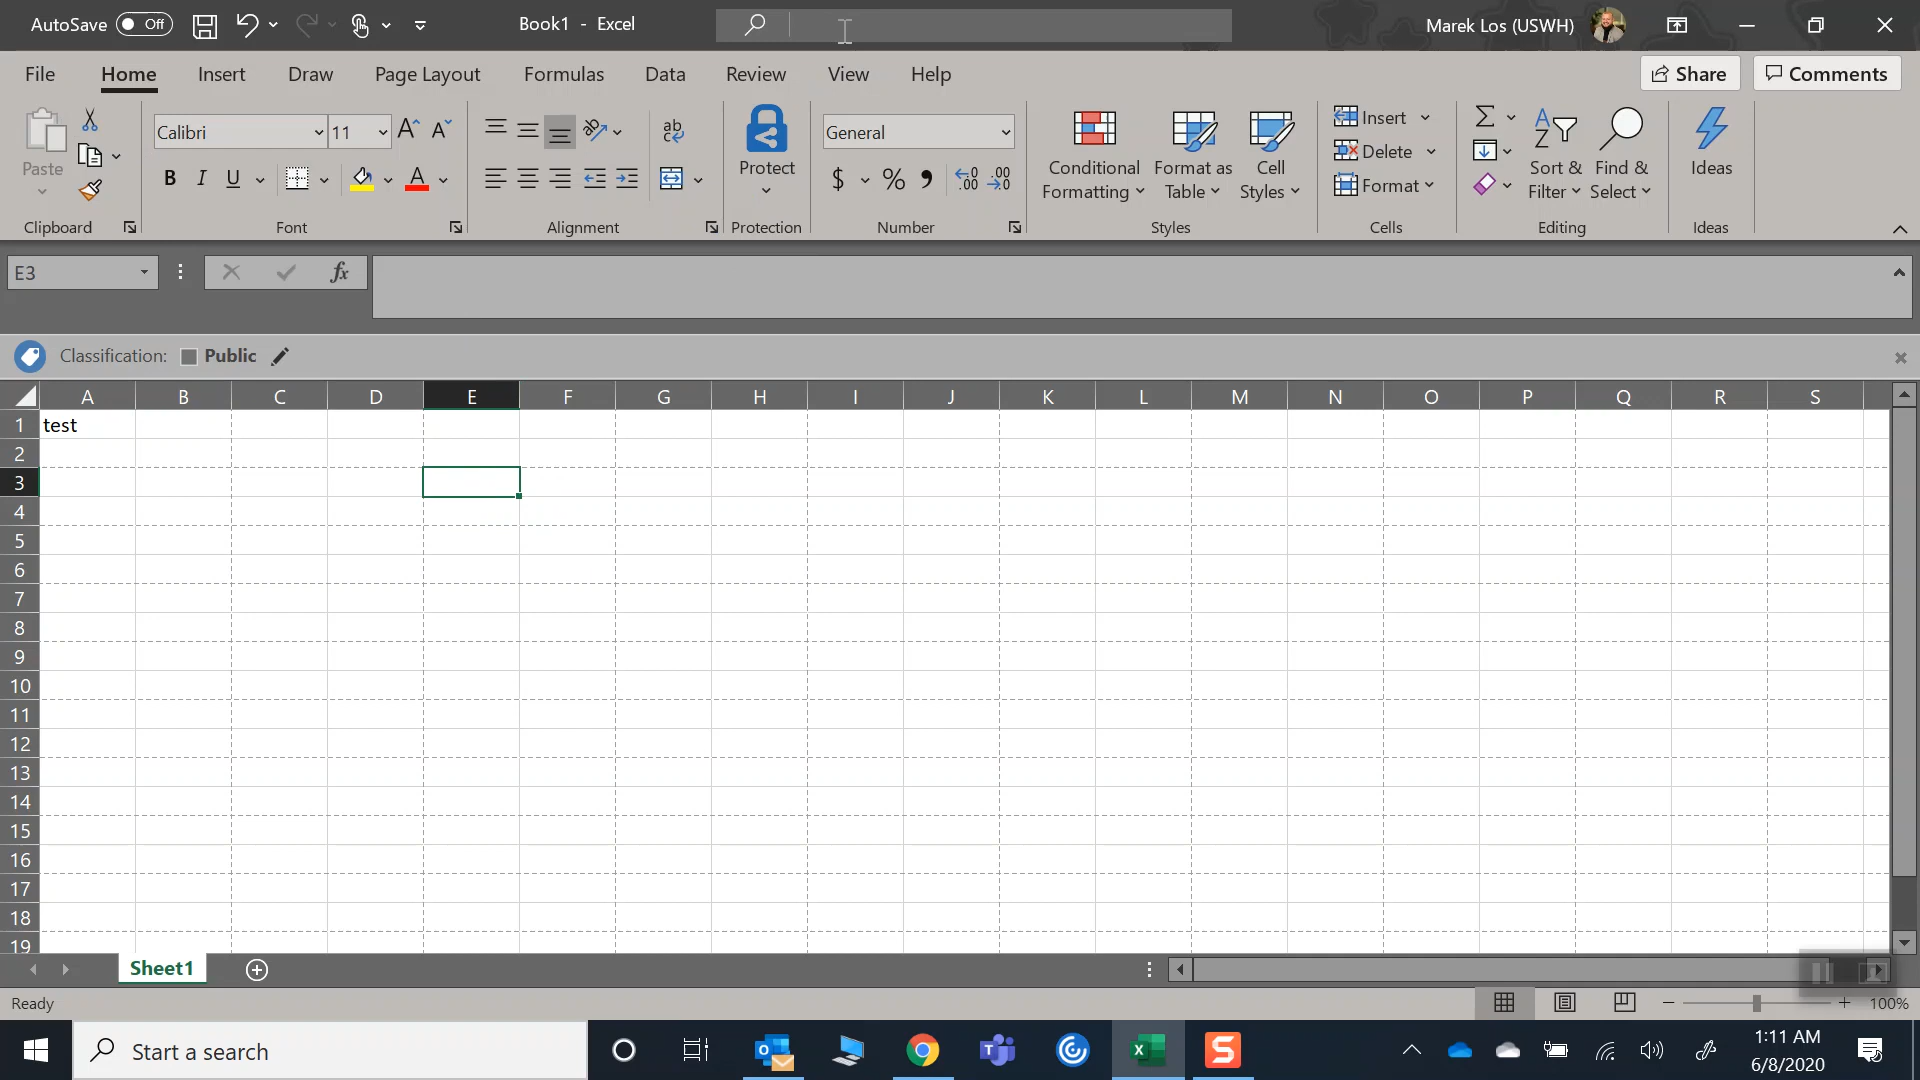 AutoSave Off Book1 - Excel Marek Los (USWH)
File Home Insert Draw Page Layout Formulas Data Review View Help Share Comments
Calibri 11 ab General Insert
Paste Protect Conditional Format as Cell Delete Sort & Find & Ideas
B I U A $ % Formatting Table Styles Format Filter Select
Clipboard Font Alignment Protection Number Styles Cells Editing Ideas
E3 fx
Classification: Public
A B C D E F G H I J K L M N O P Q R S
1 test
2
3
4
5
6
7
8
9
10
11
12
13
14
15
16
17
18
19
Sheet1
Ready 100%
Start a search 1:11 AM
6/8/2020